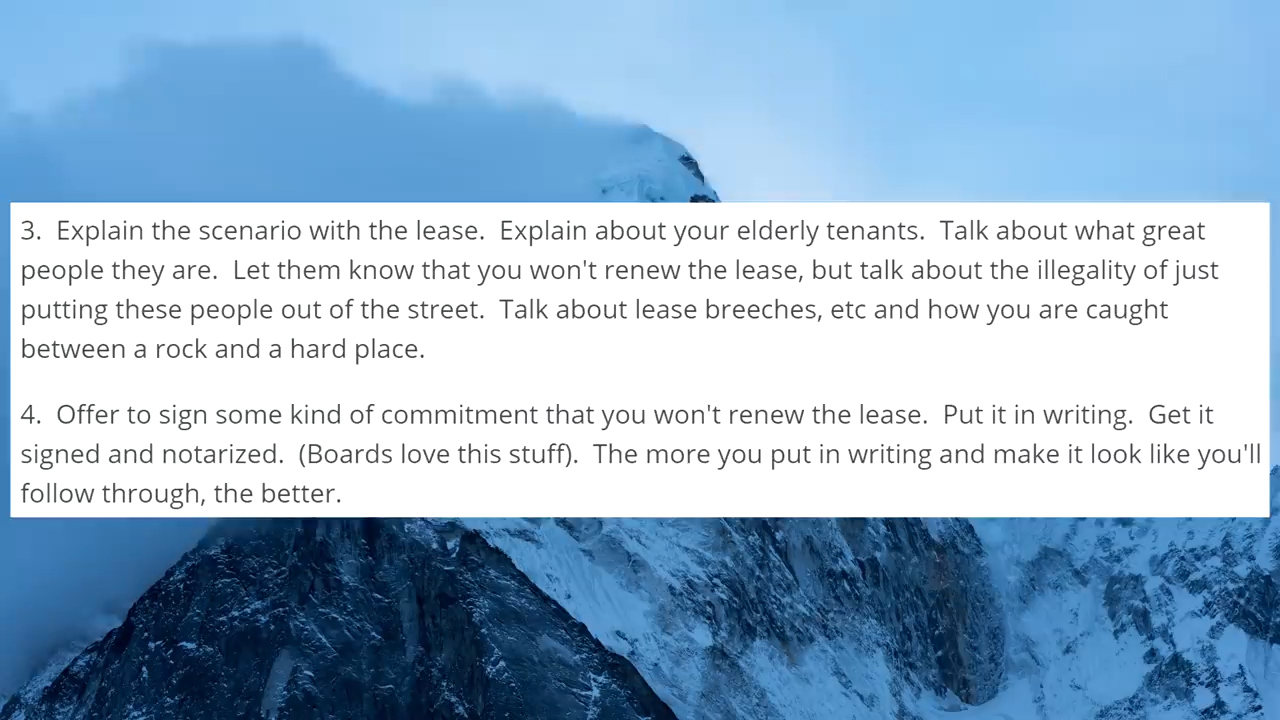 3.  Explain the scenario with the lease.  Explain about your elderly tenants.  Talk about what great
people they are.  Let them know that you won't renew the lease, but talk about the illegality of just
putting these people out of the street.  Talk about lease breeches, etc and how you are caught
between a rock and a hard place.
4.  Offer to sign some kind of commitment that you won't renew the lease.  Put it in writing.  Get it
signed and notarized.  (Boards love this stuff).  The more you put in writing and make it look like you'll
follow through, the better.